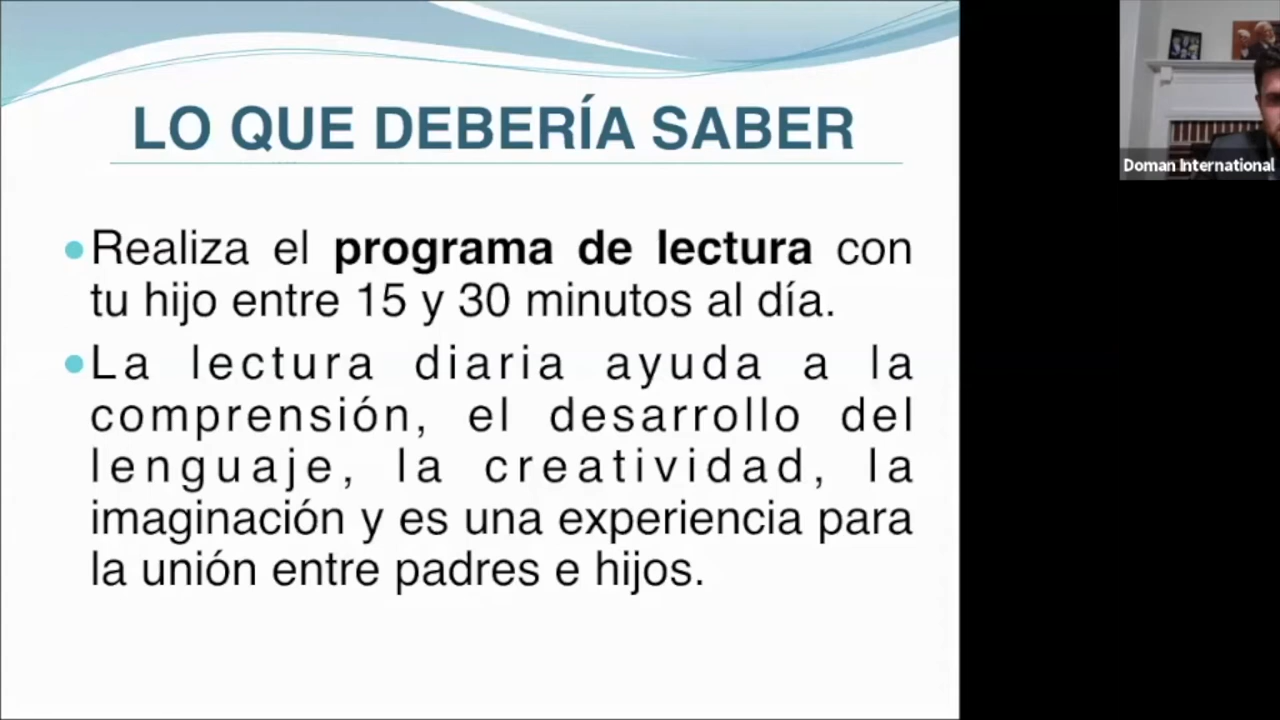 LO QUE DEBERÍA SABER
Realiza el programa de lectura con
tu hijo entre 15 y 30 minutos al día.
La lectura diaria ayuda a la
comprensión, el desarrollo del
lenguaje, la creatividad, la
imaginación y es una experiencia para
la unión entre padres e hijos.
Doman International